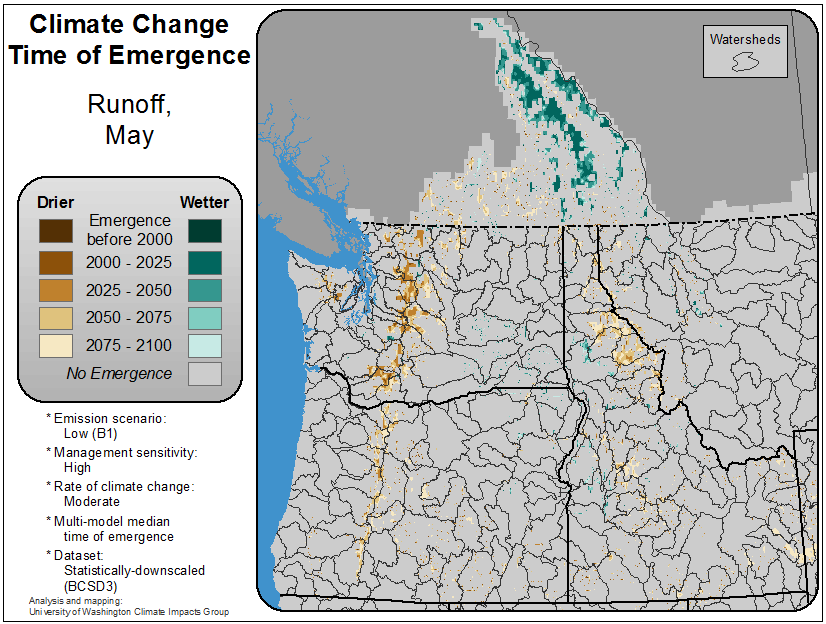 Climate Change
Time of Emergence
Runoff,
May
Watersheds
Drier
Wetter
Emergence
before 2000
2000 - 2025
2025 - 2050
2050 - 2075
2075 - 2100
No Emergence
* Emission scenario:
Low (B1)
* Management sensitivity:
High
* Rate of climate change:
Moderate
* Multi-model median
time of emergence
* Dataset:
Statistically-downscaled
(BCSD3)
Analysis and mapping:
University of Washington Climate Impacts Group